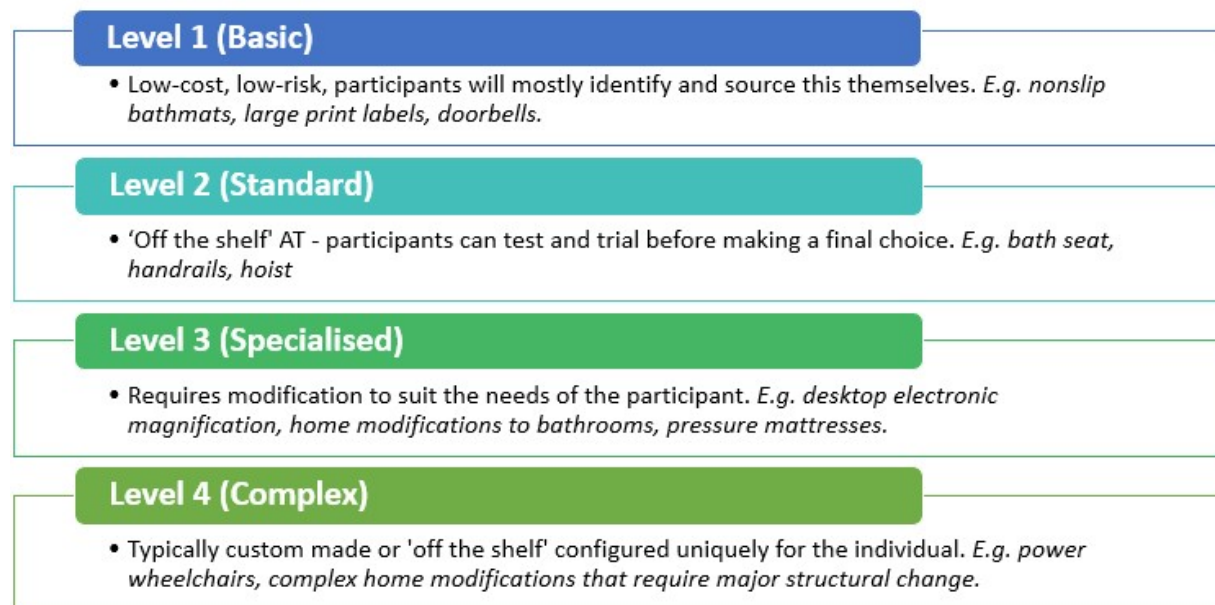 Level 1 (Basic)
• Low-cost, low-risk, participants will mostly identify and source this themselves. E.g. nonslip
bathmats, large print labels, doorbells.
Level 2 (Standard)
• ‘Off the shelf' AT - participants can test and trial before making a final choice. E.g. bath seat,
handrails, hoist
Level 3 (Specialised)
• Requires modification to suit the needs of the participant. E.g. desktop electronic
magnification, home modifications to bathrooms, pressure mattresses.
Level 4 (Complex)
• Typically custom made or 'off the shelf' configured uniquely for the individual. E.g. power
wheelchairs, complex home modifications that require major structural change.